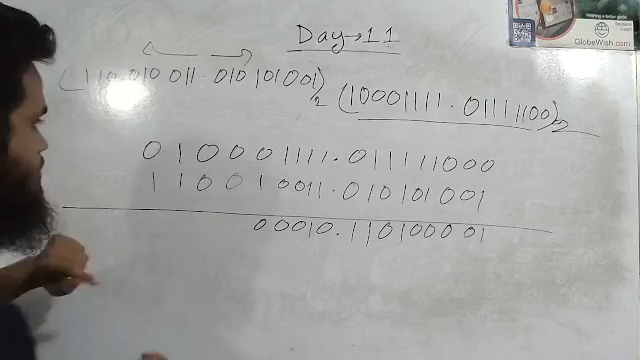 Day→11
(110 010 011 . 010 101001)2 (10001111 . 01111100)2
0 1 0 0 0 0 1 1 1 1 . 0 1 1 1 1 1 0 0 0
1 1 0 0 1 0 0 1 1 . 0 1 0 1 0 1 0 0 1
0 0 0 1 0 . 1 1 0 1 0 0 0 0 1
GlobeWish.com